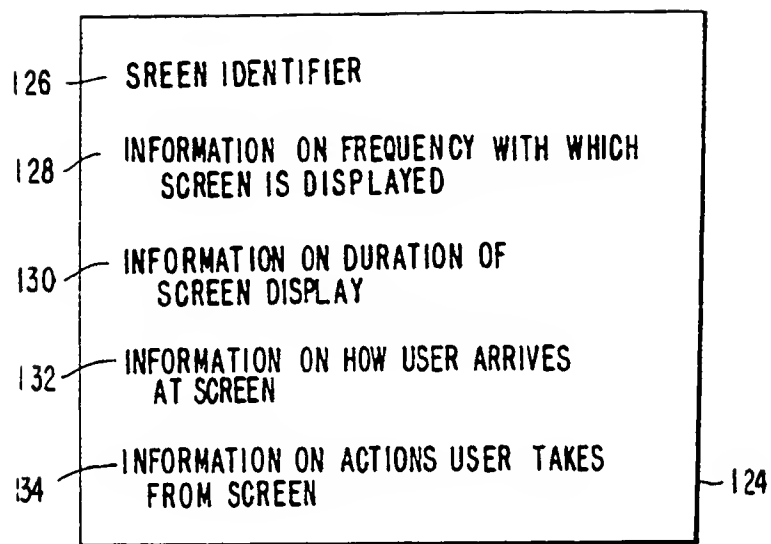 126 SREEN IDENTIFIER
128 INFORMATION ON FREQUENCY WITH WHICH
SCREEN IS DISPLAYED
130 INFORMATION ON DURATION OF
SCREEN DISPLAY
132 INFORMATION ON HOW USER ARRIVES
AT SCREEN
134 INFORMATION ON ACTIONS USER TAKES
FROM SCREEN
124